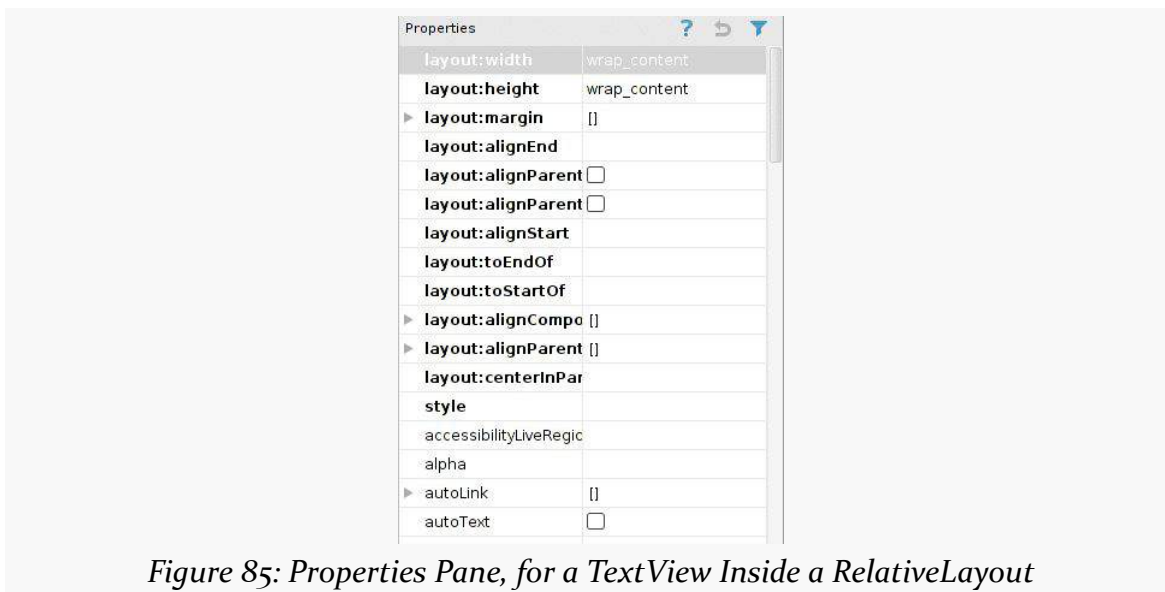 Properties ?
layout:width wrap_content
layout:height wrap_content
layout:margin []
layout:alignEnd
layout:alignParent
layout:alignParent
layout:alignStart
layout:toEndOf
layout:toStartOf
layout:alignCompo []
layout:alignParent []
layout:centerInPar
style
accessibilityLiveRegic
alpha
autoLink []
autoText
Figure 85: Properties Pane, for a TextView Inside a RelativeLayout